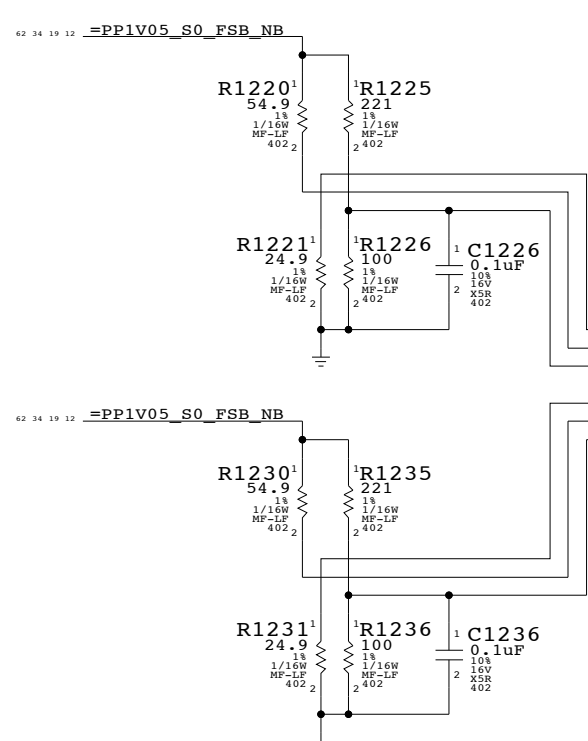 62 34 19 12 =PP1V05_S0_FSB_NB
R1220 1
54.9
1%
1/16W
MF-LF
402 2
1 R1225
221
1%
1/16W
MF-LF
2 402
R1221 1
24.9
1%
1/16W
MF-LF
402 2
1 R1226
100
1%
1/16W
MF-LF
2 402
1 C1226
0.1uF
10%
16V
2 X5R
402
62 34 19 12 =PP1V05_S0_FSB_NB
R1230 1
54.9
1%
1/16W
MF-LF
402 2
1 R1235
221
1%
1/16W
MF-LF
2 402
R1231 1
24.9
1%
1/16W
MF-LF
402 2
1 R1236
100
1%
1/16W
MF-LF
2 402
1 C1236
0.1uF
10%
16V
2 X5R
402